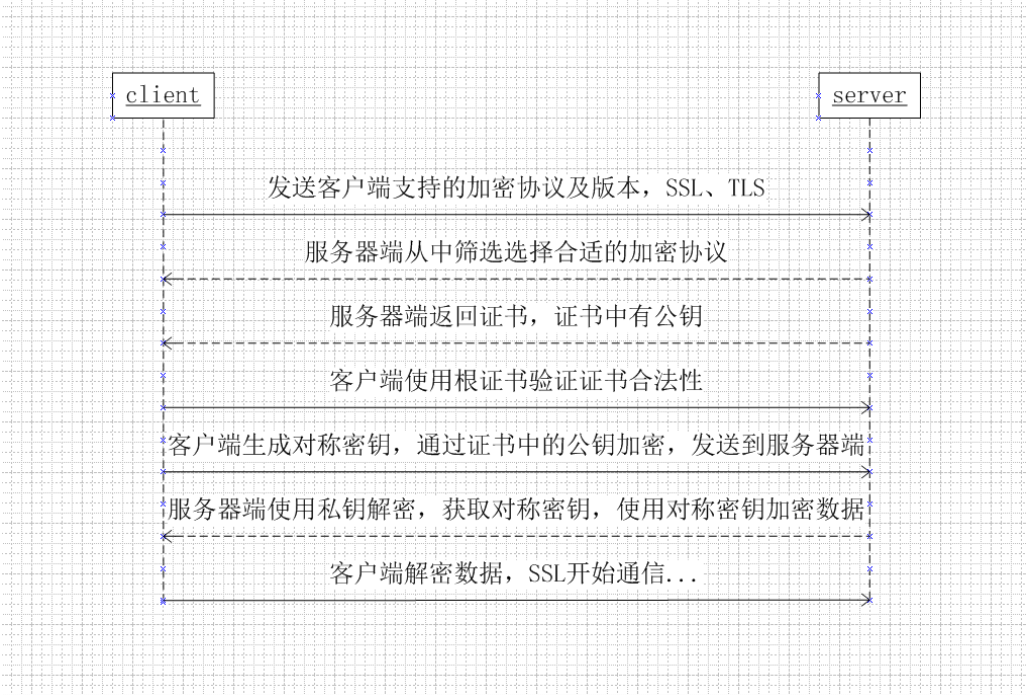 client
server
发送客户端支持的加密协议及版本，SSL、TLS
服务器端从中筛选选择合适的加密协议
服务器端返回证书，证书中有公钥
客户端使用根证书验证证书合法性
客户端生成对称密钥，通过证书中的公钥加密，发送到服务器端
服务器端使用私钥解密，获取对称密钥，使用对称密钥加密数据
客户端解密数据，SSL开始通信...